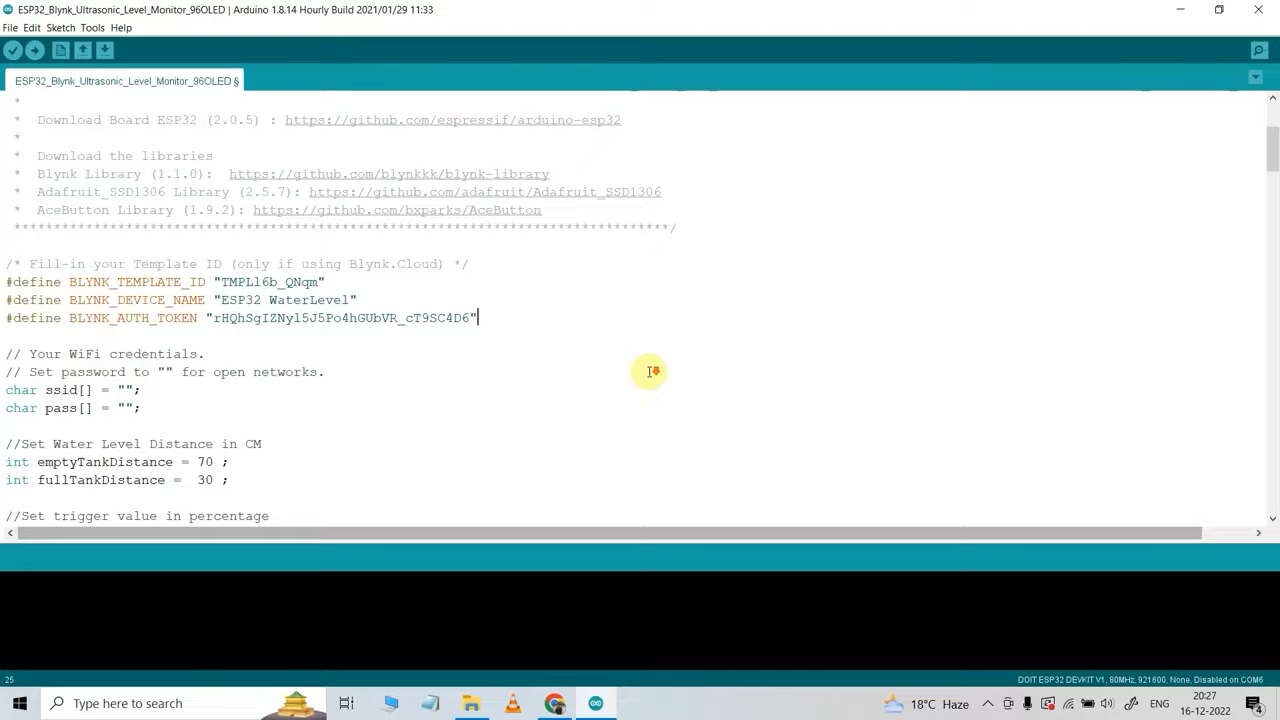 ESP32_Blynk_Ultrasonic_Level_Monitor_96OLED | Arduino 1.8.14 Hourly Build 2021/01/29 11:33
File Edit Sketch Tools Help
ESP32_Blynk_Ultrasonic_Level_Monitor_96OLED §
*
* Download Board ESP32 (2.0.5) : https://github.com/espressif/arduino-esp32
*
* Download the libraries
* Blynk Library (1.1.0): https://github.com/blynkkk/blynk-library
* Adafruit_SSD1306 Library (2.5.7): https://github.com/adafruit/Adafruit_SSD1306
* AceButton Library (1.9.2): https://github.com/bxparks/AceButton
**********************************************************************************/
/* Fill-in your Template ID (only if using Blynk.Cloud) */
#define BLYNK_TEMPLATE_ID "TMPLl6b_QNqm"
#define BLYNK_DEVICE_NAME "ESP32 WaterLevel"
#define BLYNK_AUTH_TOKEN "rHQhSgIZNyl5J5Po4hGUbVR_cT9SC4D6"
// Your WiFi credentials.
// Set password to "" for open networks.
char ssid[] = "";
char pass[] = "";
//Set Water Level Distance in CM
int emptyTankDistance = 70 ;
int fullTankDistance = 30 ;
//Set trigger value in percentage
25
DOIT ESP32 DEVKIT V1, 80MHz, 921600, None, Disabled on COM6
Type here to search
18°C Haze
ENG
20:27
16-12-2022
4